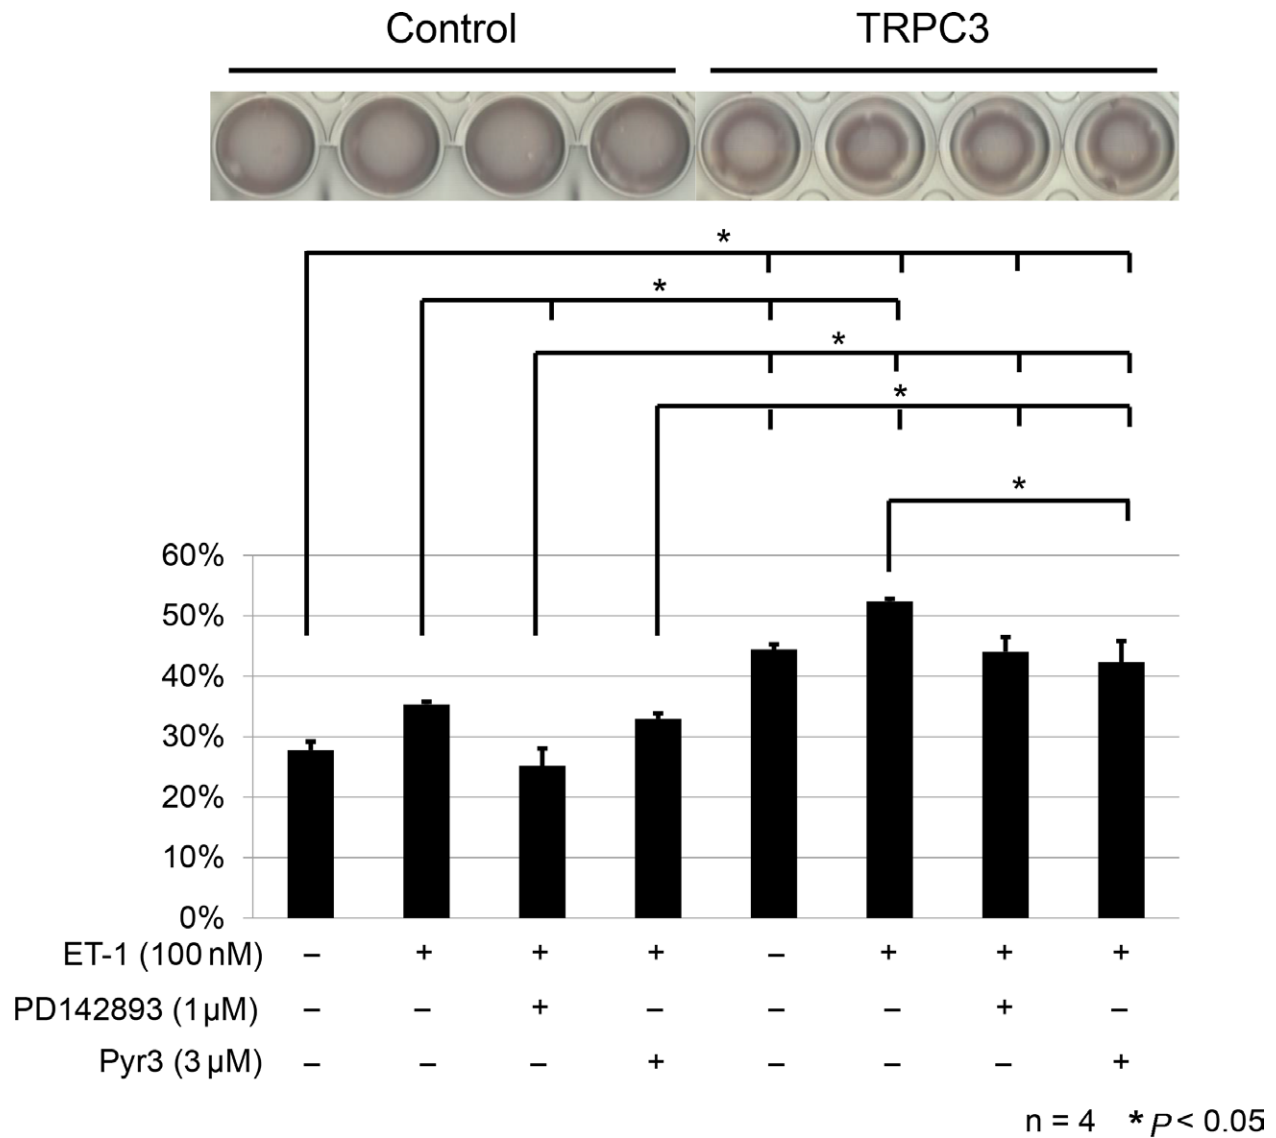 Control TRPC3
*
*
*
*
*
60%
50%
40%
30%
20%
10%
0%
ET-1 (100 nM) – + + + – + + +
PD142893 (1 µM) – – + – – – + –
Pyr3 (3 µM) – – – + – – – +
n = 4 *P < 0.05